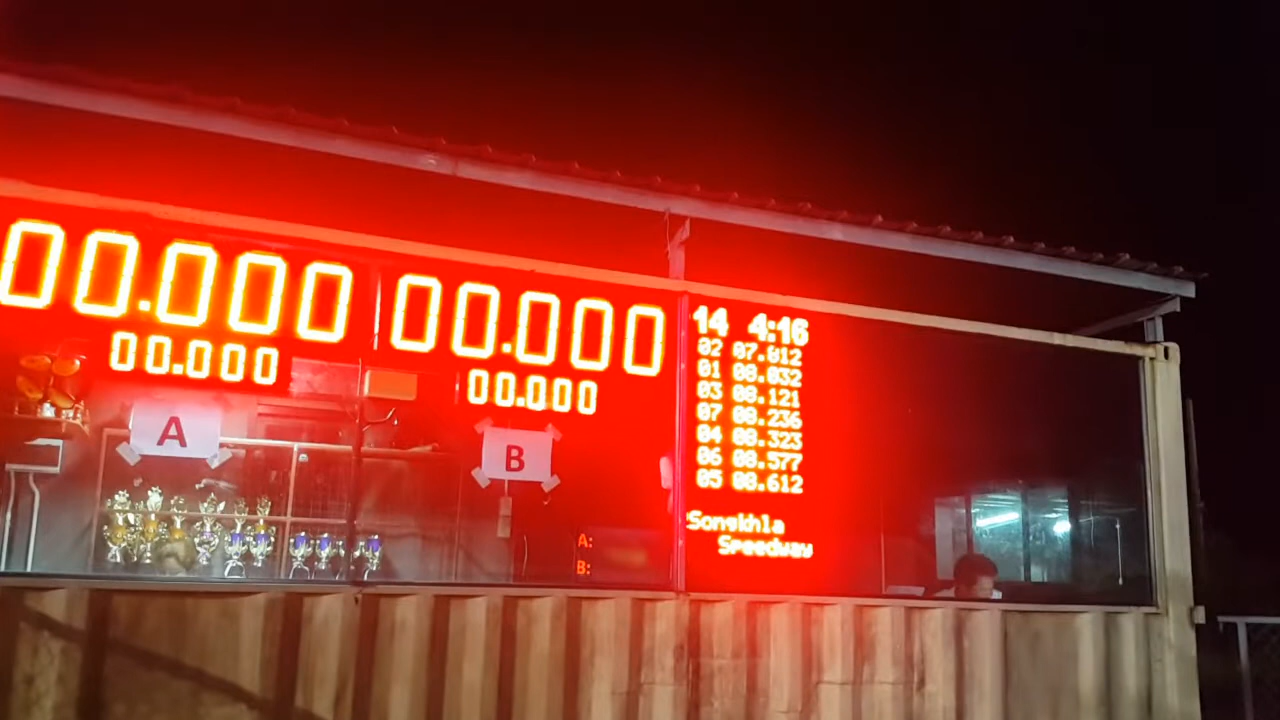 00.000
00.000
00.000
00.000
A
B
14 4:16
02 07.812
01 08.032
03 08.121
07 08.236
04 08.323
06 08.577
05 08.612
Songkhla
Speedway
A:
B: